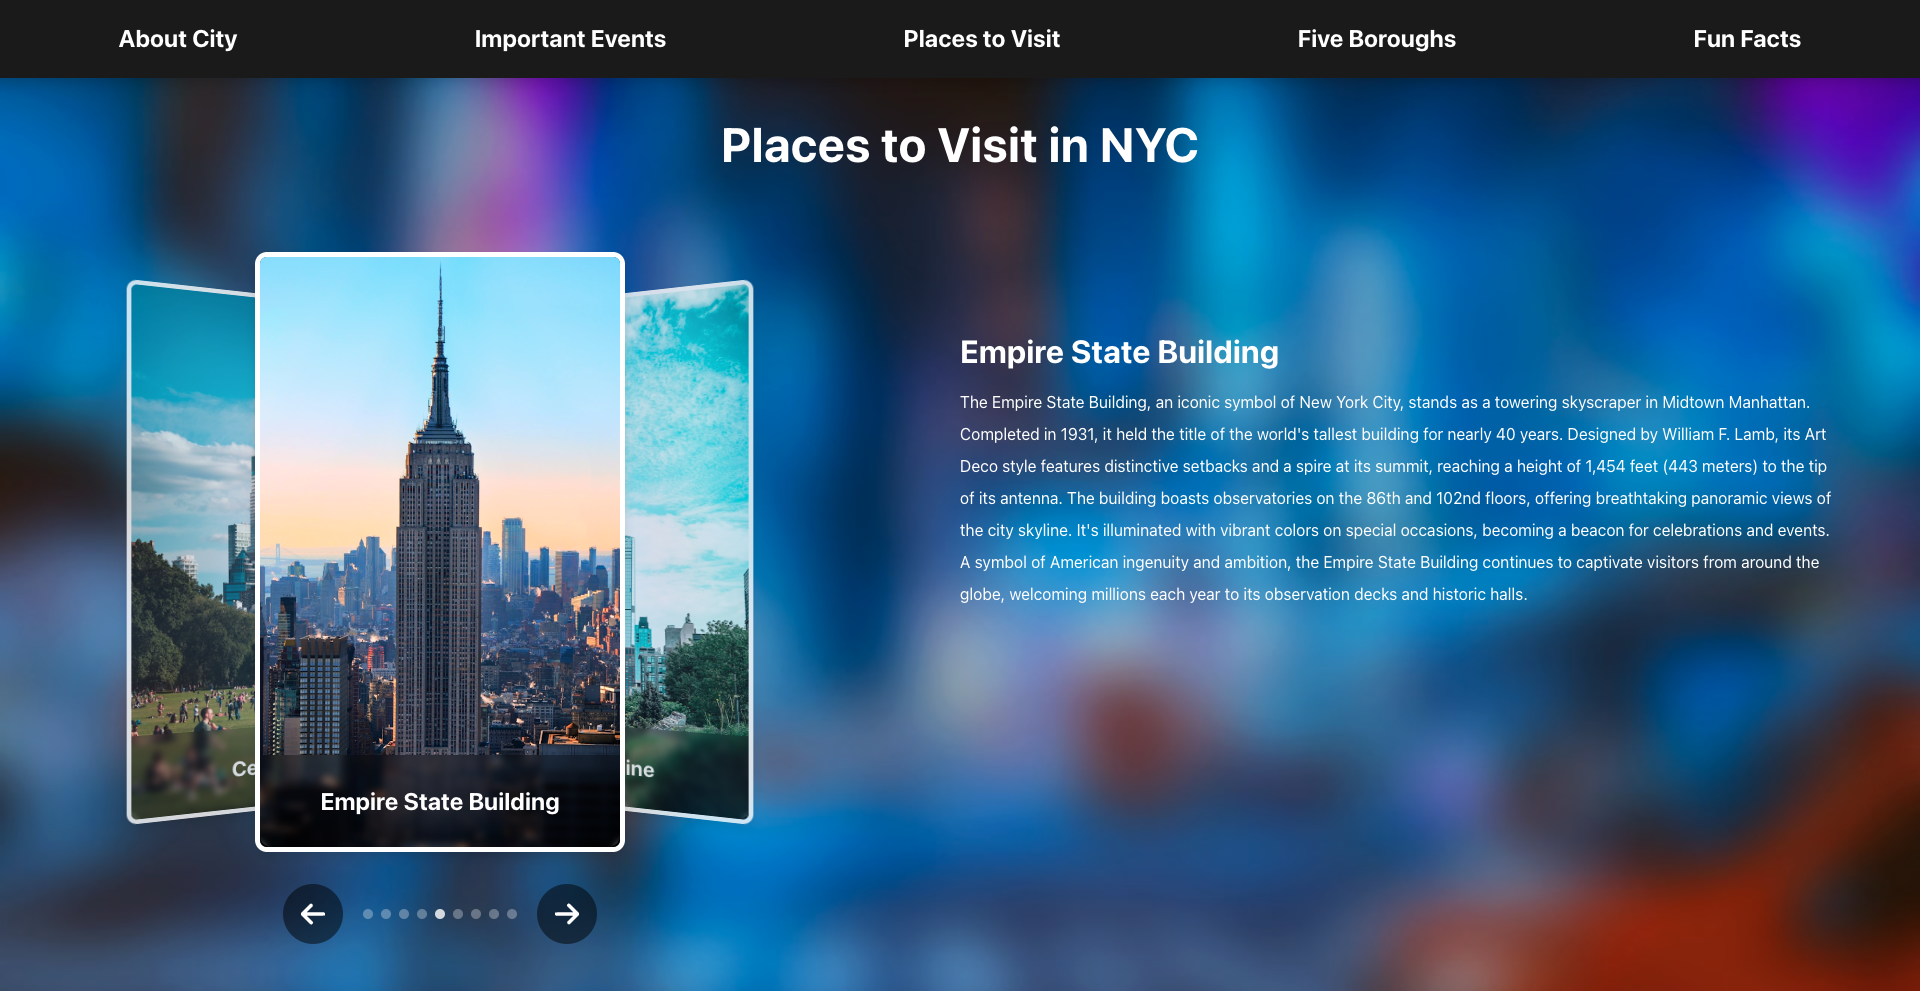 About City
Important Events
Places to Visit
Five Boroughs
Fun Facts
Places to Visit in NYC
Empire State Building
The Empire State Building, an iconic symbol of New York City, stands as a towering skyscraper in Midtown Manhattan.
Completed in 1931, it held the title of the world's tallest building for nearly 40 years. Designed by William F. Lamb, its Art
Deco style features distinctive setbacks and a spire at its summit, reaching a height of 1,454 feet (443 meters) to the tip
of its antenna. The building boasts observatories on the 86th and 102nd floors, offering breathtaking panoramic views of
the city skyline. It's illuminated with vibrant colors on special occasions, becoming a beacon for celebrations and events.
A symbol of American ingenuity and ambition, the Empire State Building continues to captivate visitors from around the
globe, welcoming millions each year to its observation decks and historic halls.
Ce
ine
Empire State Building